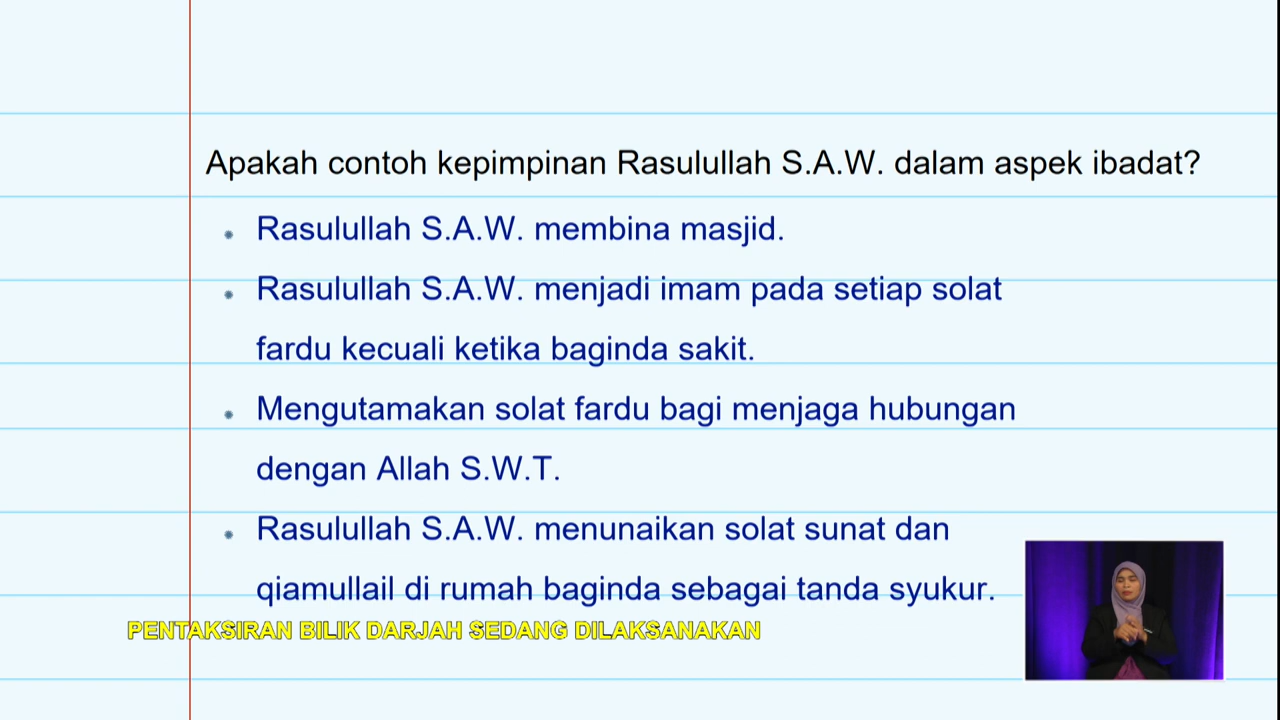 Apakah contoh kepimpinan Rasulullah S.A.W. dalam aspek ibadat?
Rasulullah S.A.W. membina masjid.
Rasulullah S.A.W. menjadi imam pada setiap solat
fardu kecuali ketika baginda sakit.
Mengutamakan solat fardu bagi menjaga hubungan
dengan Allah S.W.T.
Rasulullah S.A.W. menunaikan solat sunat dan
qiamullail di rumah baginda sebagai tanda syukur.
PENTAKSIRAN BILIK DARJAH SEDANG DILAKSANAKAN